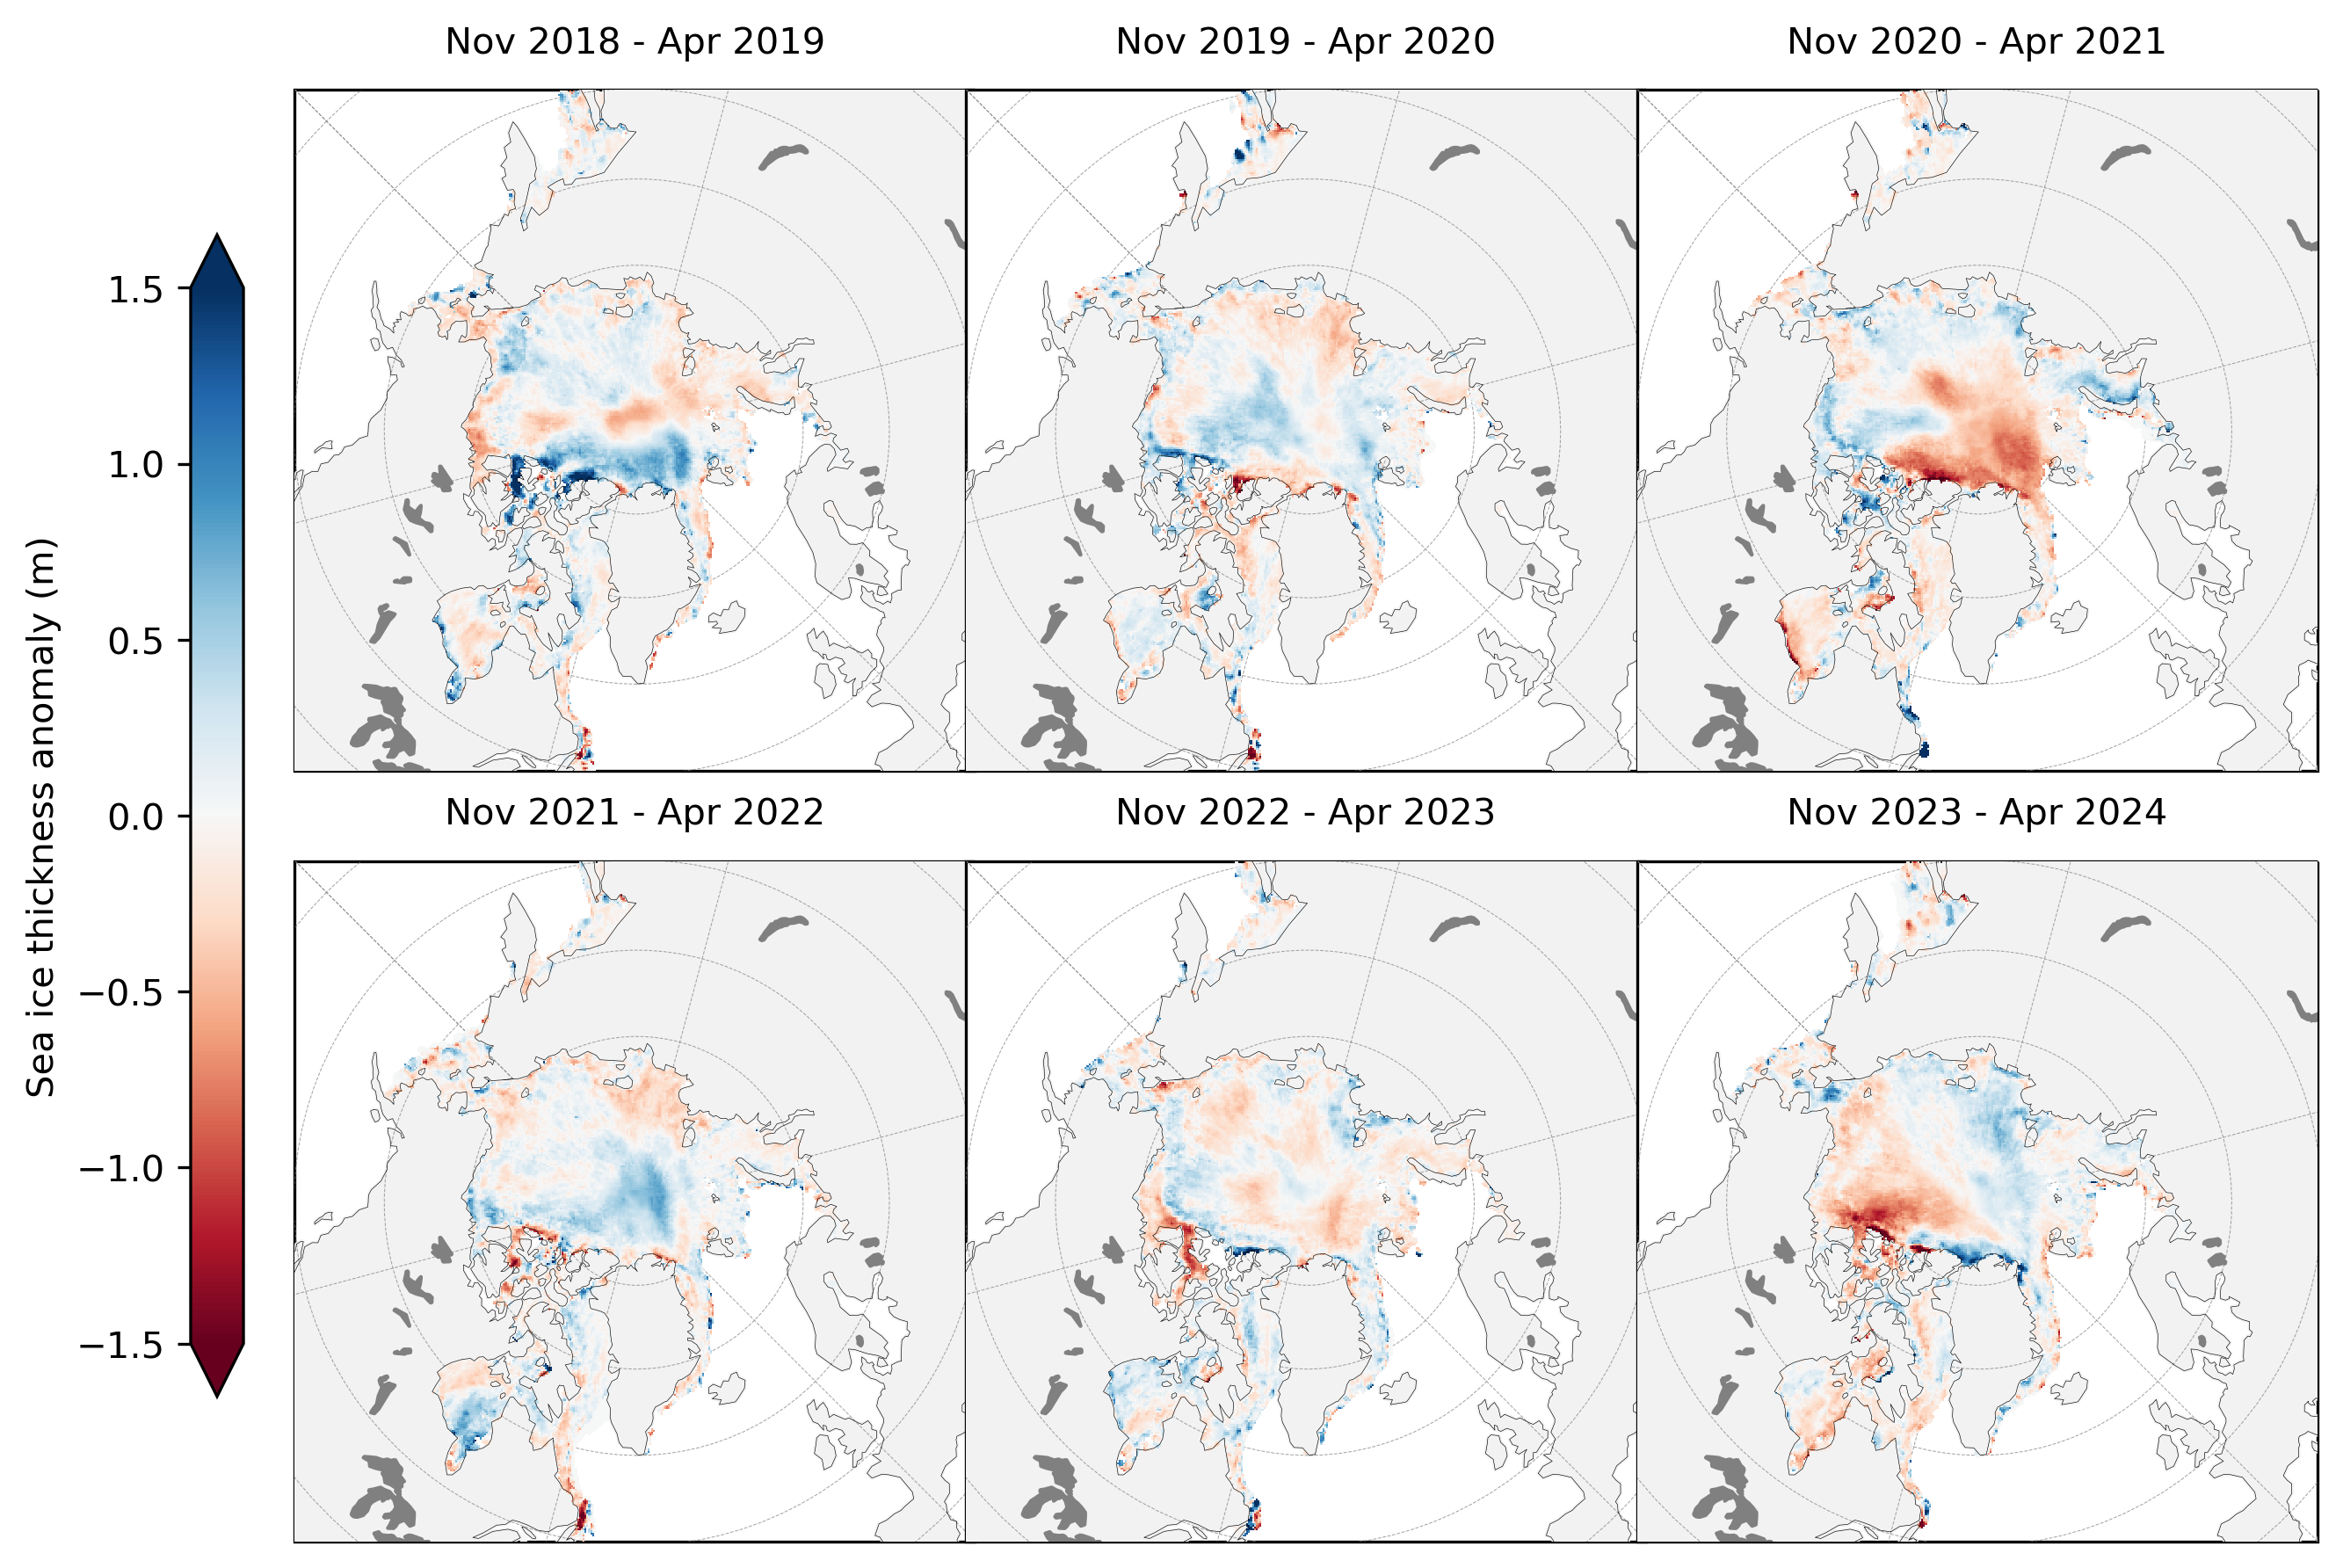 Nov 2018 - Apr 2019
Nov 2019 - Apr 2020
Nov 2020 - Apr 2021
Sea ice thickness anomaly (m)
1.5
1.0
0.5
0.0
−0.5
−1.0
−1.5
Nov 2021 - Apr 2022
Nov 2022 - Apr 2023
Nov 2023 - Apr 2024